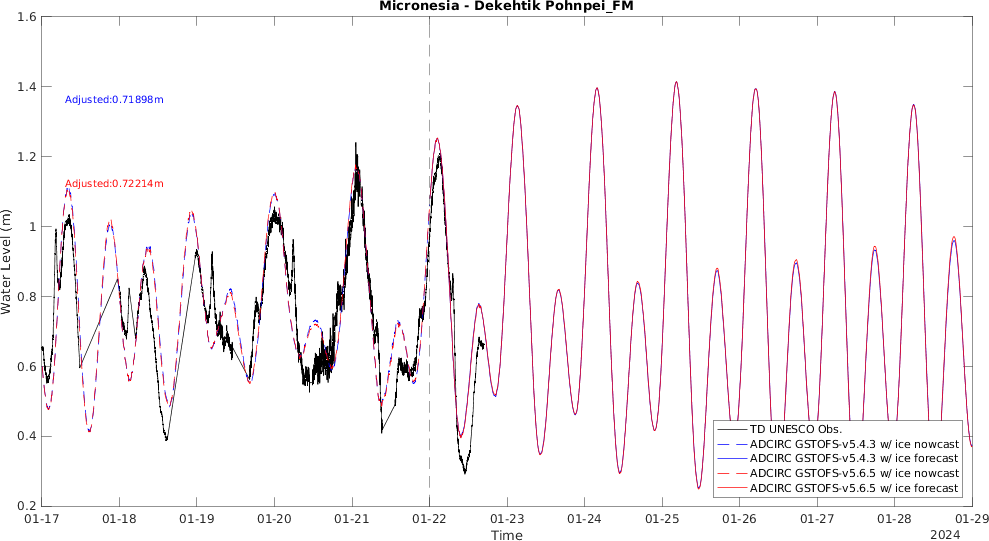 Micronesia - Dekehtik Pohnpei_FM
1.6
1.4
1.2
1
0.8
0.6
0.4
0.2
Water Level (m)
Adjusted:0.71898m
Adjusted:0.72214m
TD UNESCO Obs.
ADCIRC GSTOFS-v5.4.3 w/ ice nowcast
ADCIRC GSTOFS-v5.4.3 w/ ice forecast
ADCIRC GSTOFS-v5.6.5 w/ ice nowcast
ADCIRC GSTOFS-v5.6.5 w/ ice forecast
01-17 01-18 01-19 01-20 01-21 01-22 01-23 01-24 01-25 01-26 01-27 01-28 01-29
Time
2024